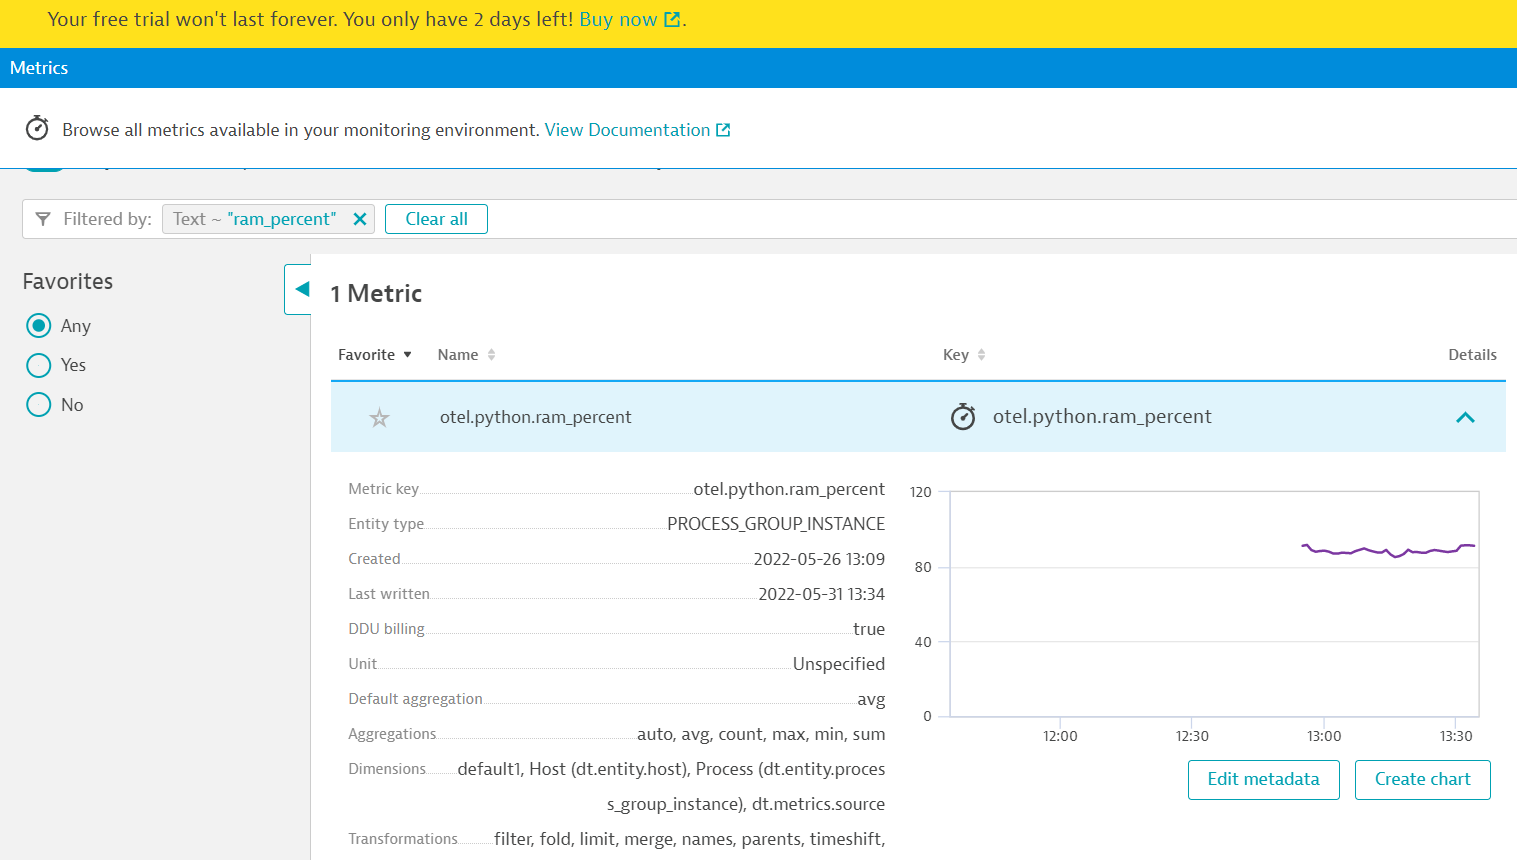 Your free trial won't last forever. You only have 2 days left! Buy now.
Metrics
Browse all metrics available in your monitoring environment. View Documentation
Filtered by: Text ~ "ram_percent" Clear all
Favorites
Any
Yes
No
1 Metric
Favorite Name Key Details
otel.python.ram_percent otel.python.ram_percent
Metric key otel.python.ram_percent
Entity type PROCESS_GROUP_INSTANCE
Created 2022-05-26 13:09
Last written 2022-05-31 13:34
DDU billing true
Unit Unspecified
Default aggregation avg
Aggregations auto, avg, count, max, min, sum
Dimensions default1, Host (dt.entity.host), Process (dt.entity.proces
s_group_instance), dt.metrics.source
Transformations filter, fold, limit, merge, names, parents, timeshift,
120
80
40
0
12:00 12:30 13:00 13:30
Edit metadata Create chart